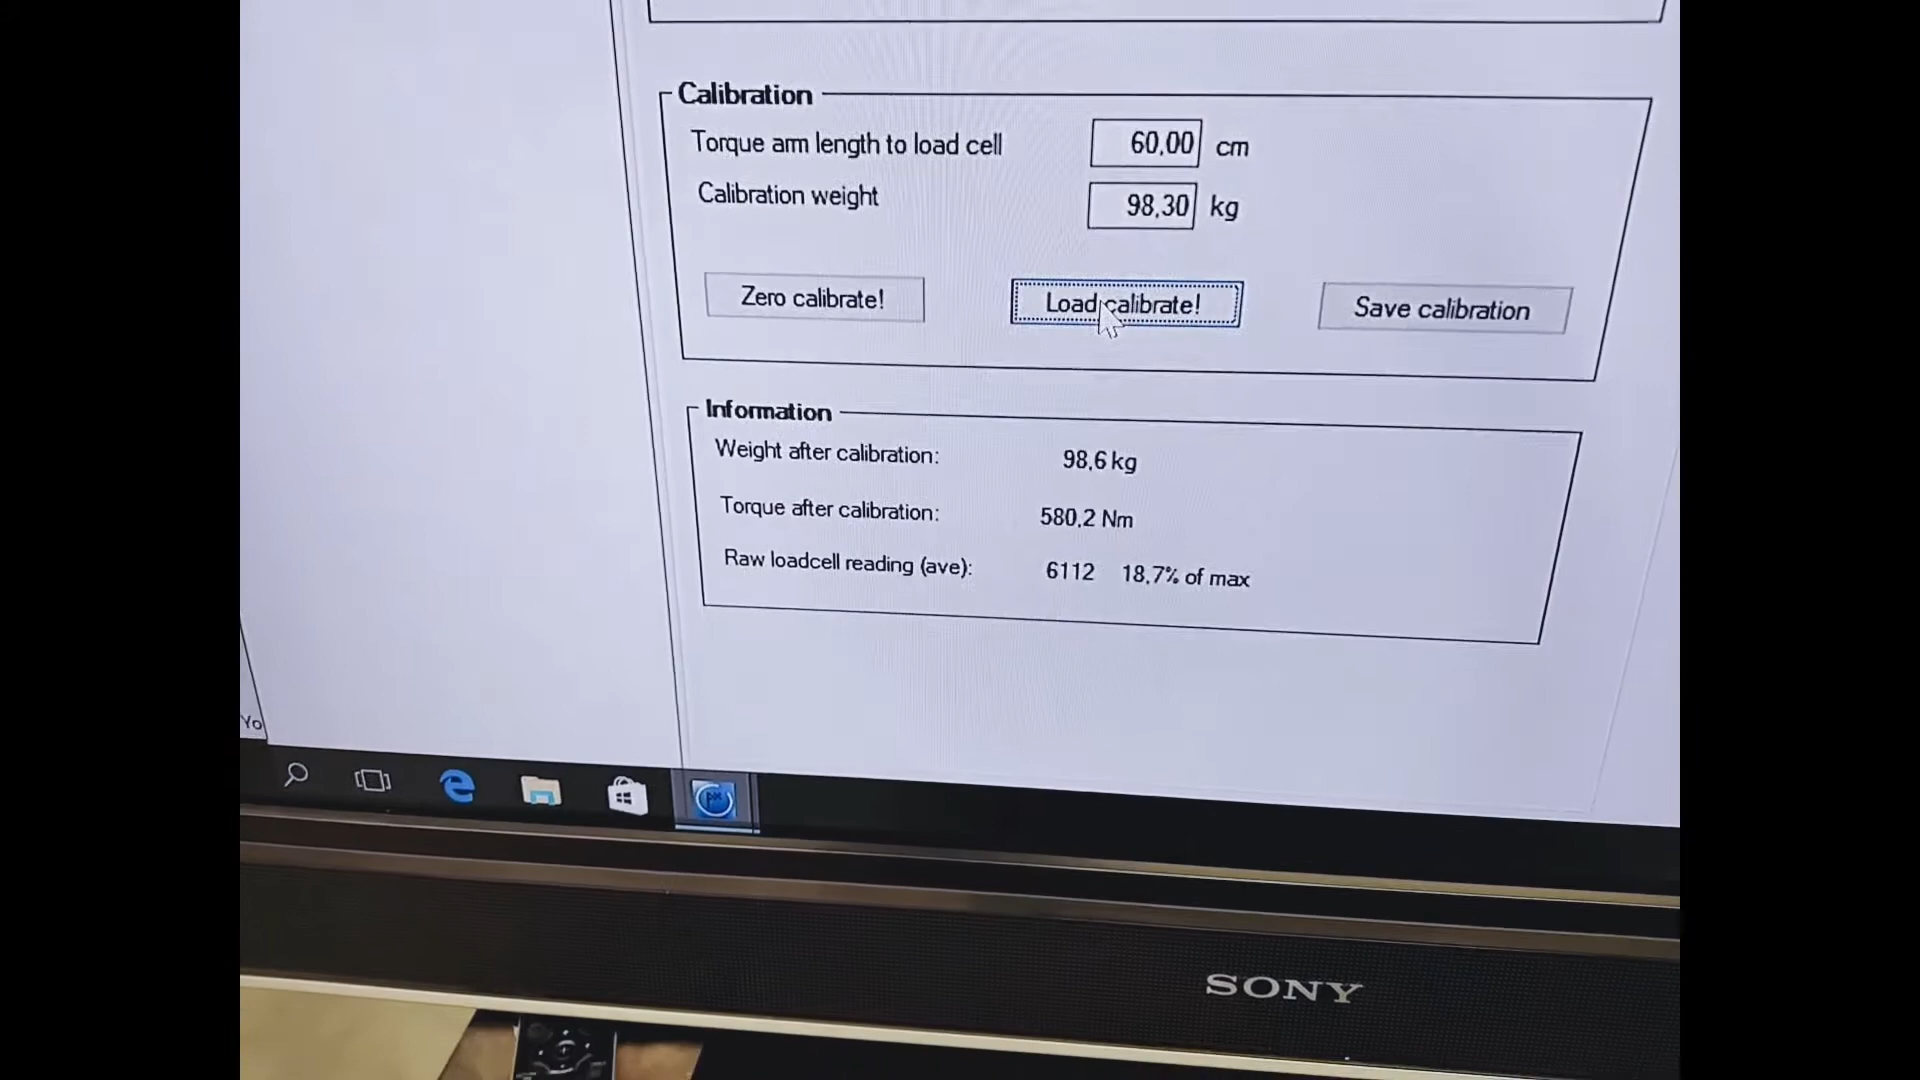 Calibration
Torque arm length to load cell 60,00 cm
Calibration weight 98,30 kg
Zero calibrate! Load calibrate! Save calibration
Information
Weight after calibration: 98,6 kg
Torque after calibration: 580,2 Nm
Raw loadcell reading (ave): 6112 18,7% of max
Yo
SONY